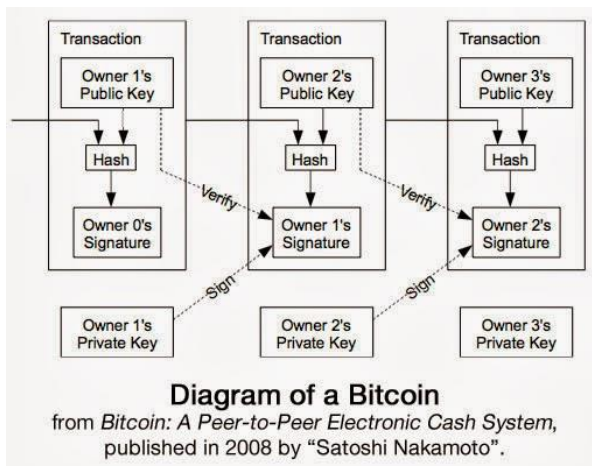 Transaction
Transaction
Transaction
Owner 1's
Public Key
Owner 2's
Public Key
Owner 3's
Public Key
Hash
Hash
Hash
Verify
Verify
Owner 0's
Signature
Owner 1's
Signature
Owner 2's
Signature
Sign
Sign
Owner 1's
Private Key
Owner 2's
Private Key
Owner 3's
Private Key
Diagram of a Bitcoin
from Bitcoin: A Peer-to-Peer Electronic Cash System,
published in 2008 by “Satoshi Nakamoto”.